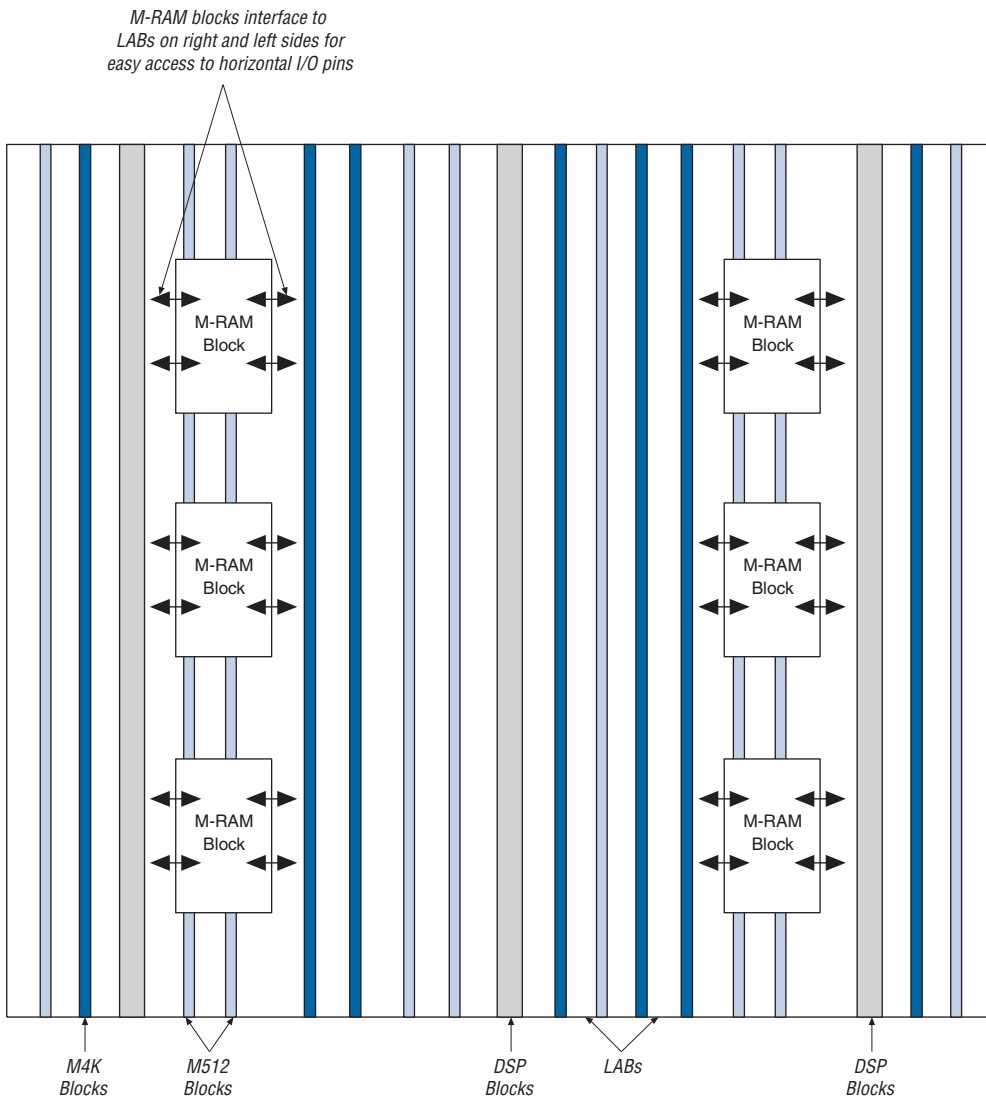 M-RAM blocks interface to
LABs on right and left sides for
easy access to horizontal I/O pins
M-RAM
Block
M-RAM
Block
M-RAM
Block
M-RAM
Block
M-RAM
Block
M-RAM
Block
M4K
Blocks
M512
Blocks
DSP
Blocks
LABs
DSP
Blocks